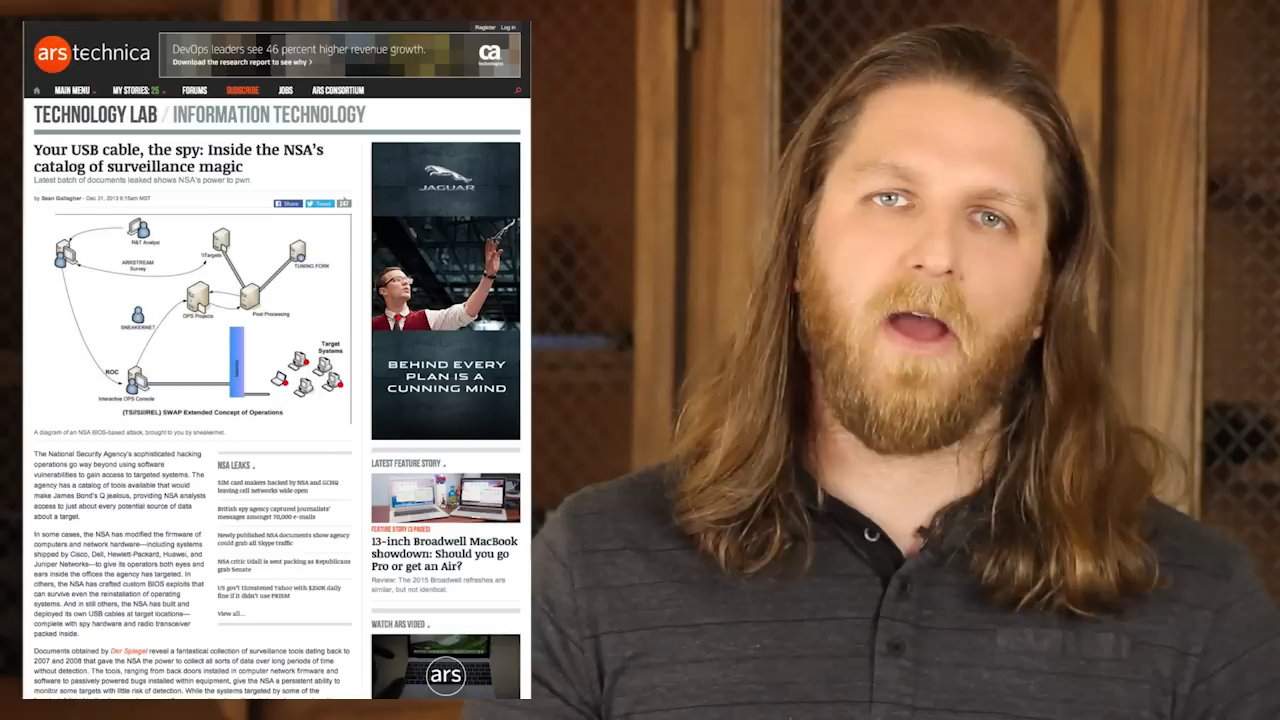 Register Log in
ars technica
DevOps leaders see 46 percent higher revenue growth.
Download the research report to see why >
ca
technologies
MAIN MENU
MY STORIES: 25
FORUMS
SUBSCRIBE
JOBS
ARS CONSORTIUM
TECHNOLOGY LAB / INFORMATION TECHNOLOGY
Your USB cable, the spy: Inside the NSA's
catalog of surveillance magic
Latest batch of documents leaked shows NSA's power to pwn.
by Sean Gallagher - Dec 31, 2013 6:15am MST
Share
Tweet
247
R&T Analyst
ARKSTREAM
Survey
TUNING FORK
OPS Projects
Post Processing
SNEAKERNET
Target
Systems
ROC
Interactive OPS Console
(TS//SI//REL) SWAP Extended Concept of Operations
A diagram of an NSA BIOS-based attack, brought to you by sneakernet.
The National Security Agency's sophisticated hacking
operations go way beyond using software
vulnerabilities to gain access to targeted systems. The
agency has a catalog of tools available that would
make James Bond's Q jealous, providing NSA analysts
access to just about every potential source of data
about a target.
In some cases, the NSA has modified the firmware of
computers and network hardware—including systems
shipped by Cisco, Dell, Hewlett-Packard, Huawei, and
Juniper Networks—to give its operators both eyes and
ears inside the offices the agency has targeted. In
others, the NSA has crafted custom BIOS exploits that
can survive even the reinstallation of operating
systems. And in still others, the NSA has built and
deployed its own USB cables at target locations—
complete with spy hardware and radio transceiver
packed inside.
NSA LEAKS
SIM card makers hacked by NSA and GCHQ
leaving cell networks wide open
British spy agency captured journalists'
messages amongst 70,000 e-mails
Newly published NSA documents show agency
could grab all Skype traffic
NSA critic Udall is sent packing as Republicans
grab Senate
US gov't threatened Yahoo with $250K daily
fine if it didn't use PRISM
View all...
Documents obtained by Der Spiegel reveal a fantastical collection of surveillance tools dating back to
2007 and 2008 that gave the NSA the power to collect all sorts of data over long periods of time
without detection. The tools, ranging from back doors installed in computer network firmware and
software to passively powered bugs installed within equipment, give the NSA a persistent ability to
monitor some targets with little risk of detection. While the systems targeted by some of the
JAGUAR
BEHIND EVERY
PLAN IS A
CUNNING MIND
LATEST FEATURE STORY
FEATURE STORY (3 PAGES)
13-inch Broadwell MacBook
showdown: Should you go
Pro or get an Air?
Review: The 2015 Broadwell refreshes are
similar, but not identical.
WATCH ARS VIDEO
ars